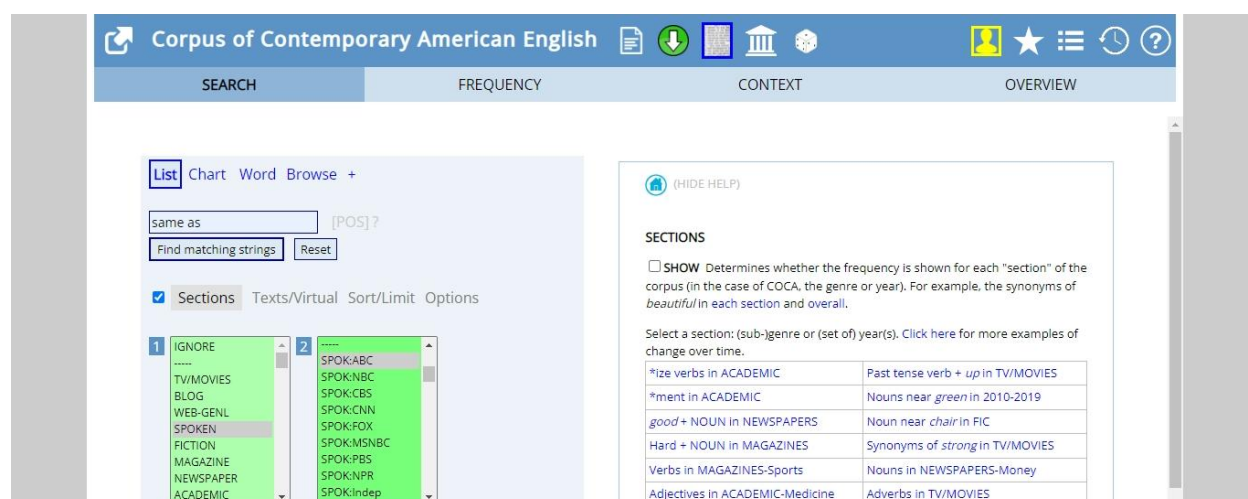 Corpus of Contemporary American English
SEARCH FREQUENCY CONTEXT OVERVIEW
List Chart Word Browse +
same as [POS] ?
Find matching strings Reset
Sections Texts/Virtual Sort/Limit Options
1
IGNORE
-----
TV/MOVIES
BLOG
WEB-GENL
SPOKEN
FICTION
MAGAZINE
NEWSPAPER
ACADEMIC
2
-----
SPOK:ABC
SPOK:NBC
SPOK:CBS
SPOK:CNN
SPOK:FOX
SPOK:MSNBC
SPOK:PBS
SPOK:NPR
SPOK:Indep
(HIDE HELP)
SECTIONS
SHOW Determines whether the frequency is shown for each "section" of the
corpus (in the case of COCA, the genre or year). For example, the synonyms of
beautiful in each section and overall.
Select a section: (sub-)genre or (set of) year(s). Click here for more examples of
change over time.
*ize verbs in ACADEMIC Past tense verb + up in TV/MOVIES
*ment in ACADEMIC Nouns near green in 2010-2019
good + NOUN in NEWSPAPERS Noun near chair in FIC
Hard + NOUN in MAGAZINES Synonyms of strong in TV/MOVIES
Verbs in MAGAZINES-Sports Nouns in NEWSPAPERS-Money
Adjectives in ACADEMIC-Medicine Adverbs in TV/MOVIES